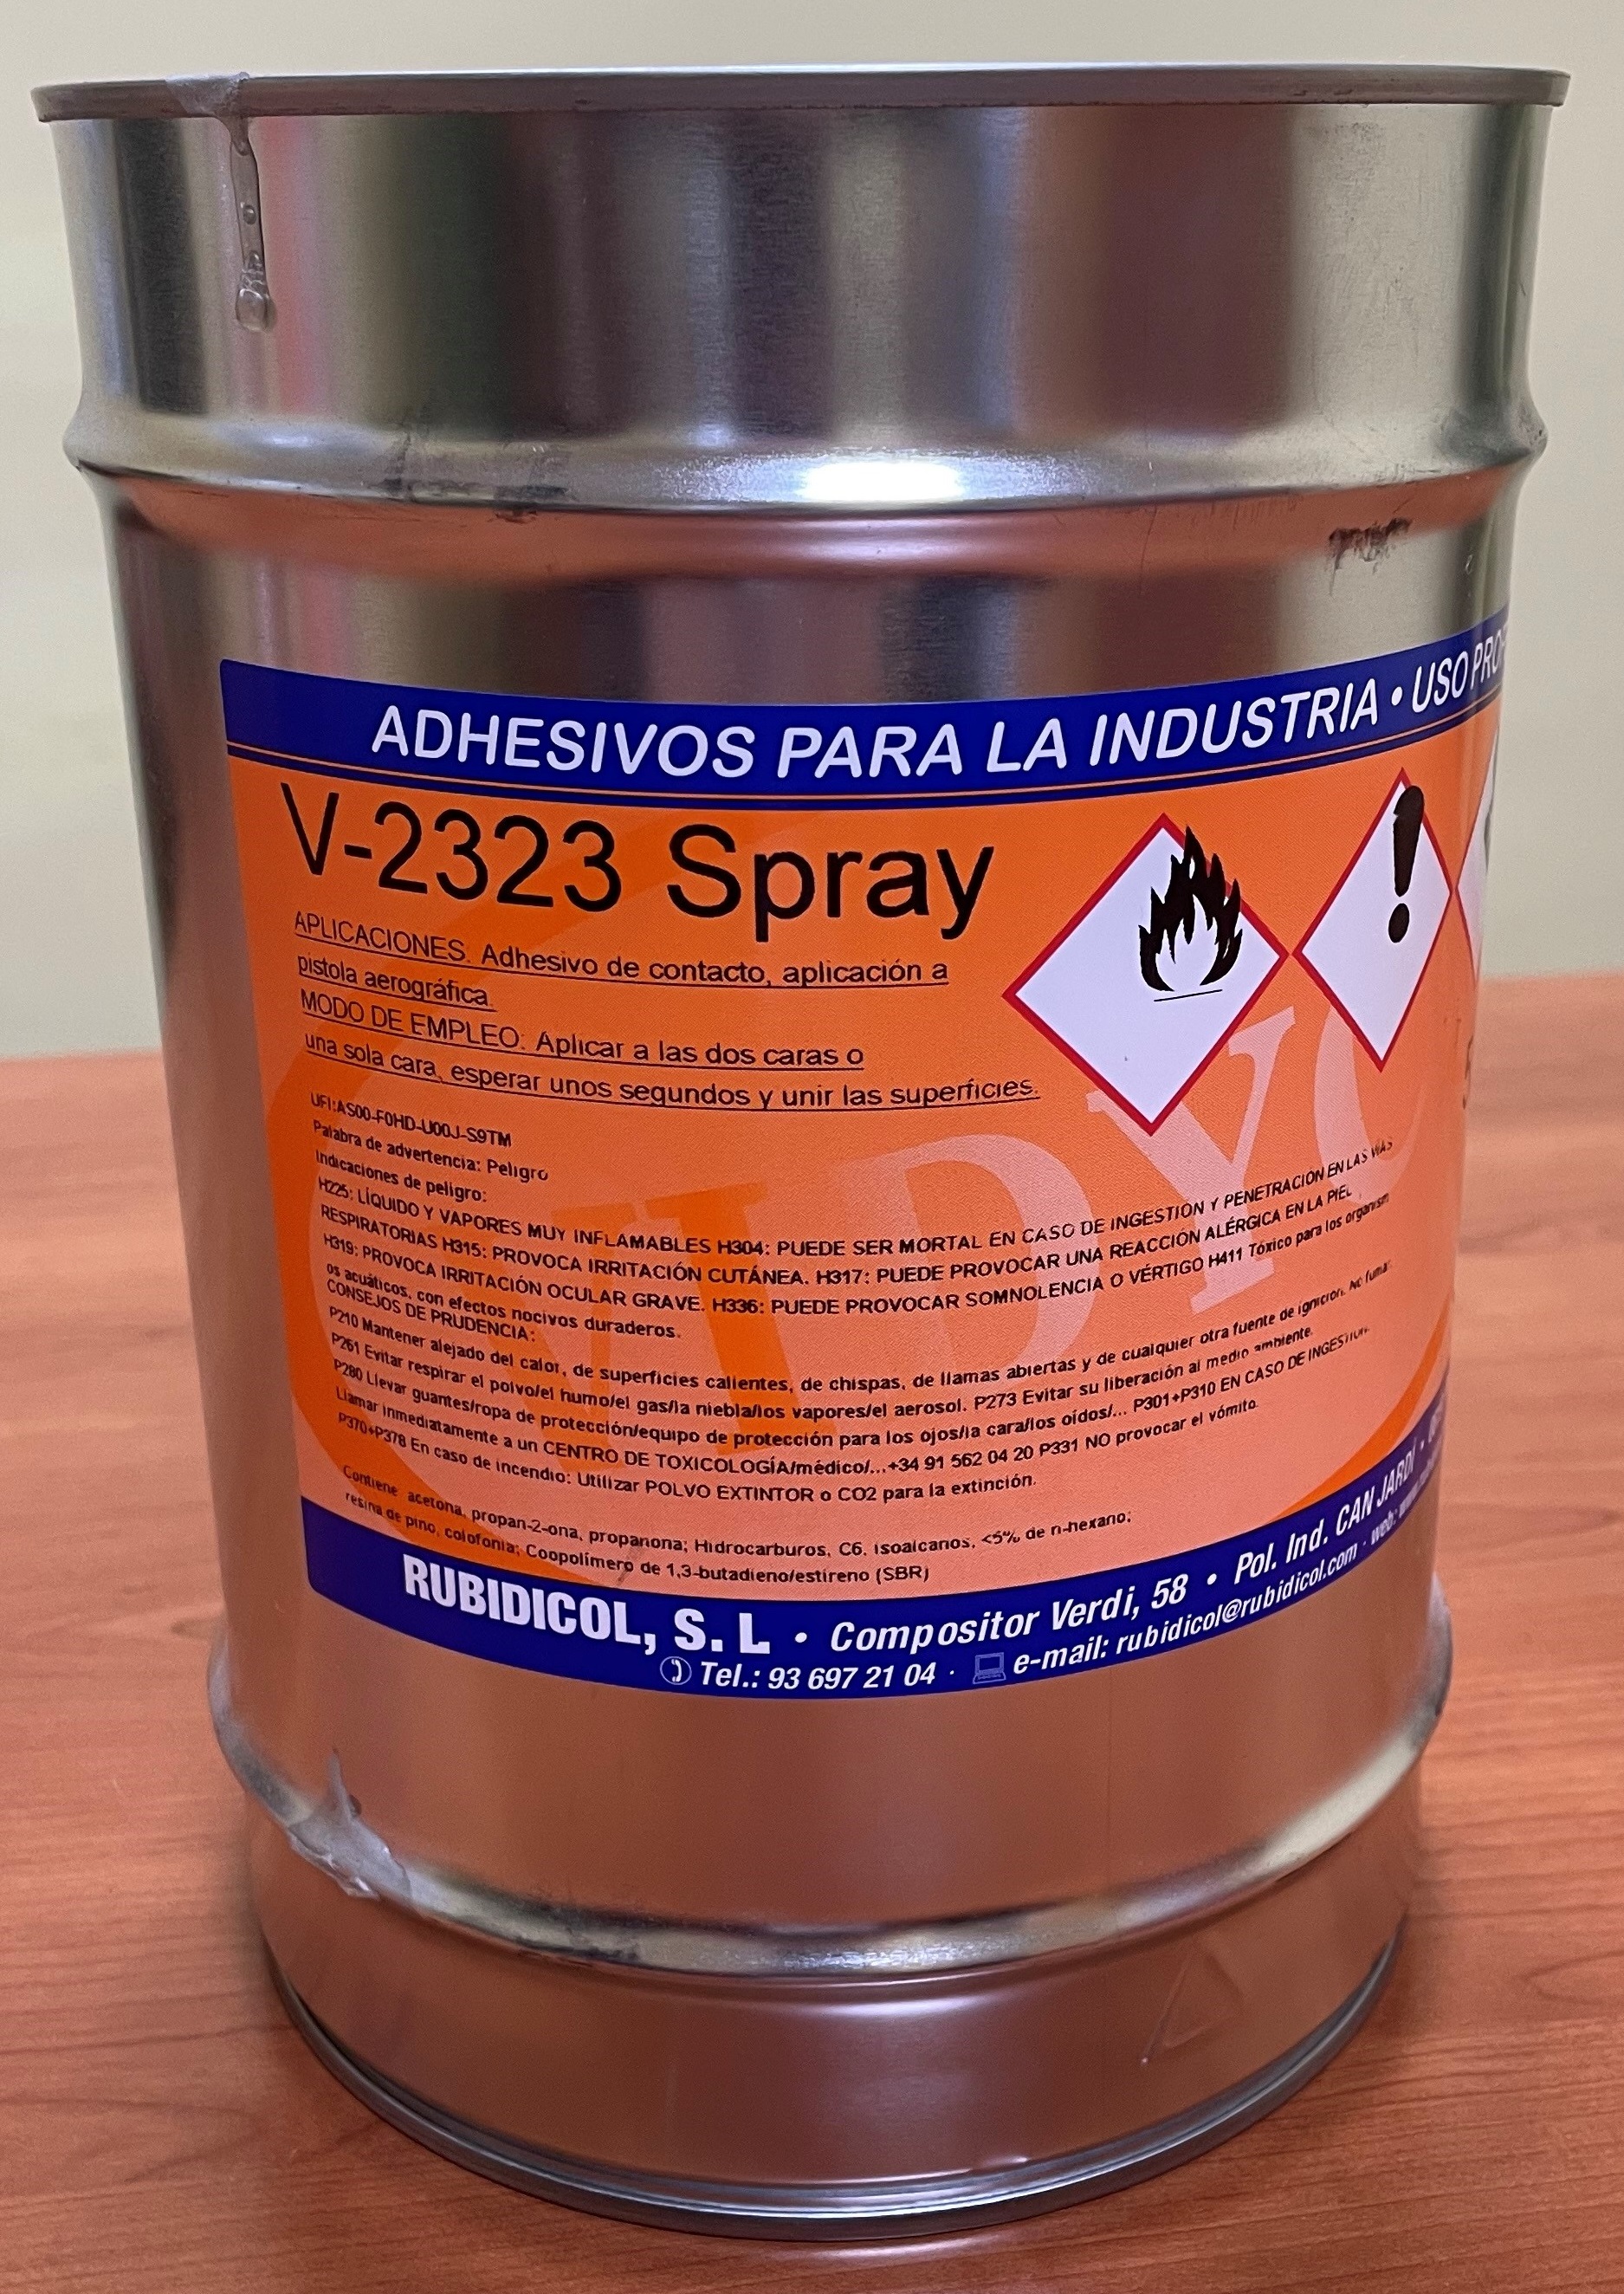 ADHESIVOS PARA LA INDUSTRIA • USO
V-2323 Spray
APLICACIONES. Adhesivo de contacto, aplicación a
pistola aerográfica.
MODO DE EMPLEO: Aplicar a las dos caras o
una sola cara, esperar unos segundos y unir las superficies.
UFI:AS00-F0HD-U00J-S9TM
Palabra de advertencia: Peligro
Indicaciones de peligro:
H225: LÍQUIDO Y VAPORES MUY INFLAMABLES H304: PUEDE SER MORTAL EN CASO DE INGESTIÓN Y PENETRACIÓN EN LAS VÍAS
RESPIRATORIAS H315: PROVOCA IRRITACIÓN CUTÁNEA. H317: PUEDE PROVOCAR UNA REACCIÓN ALÉRGICA EN LA PIEL
H319: PROVOCA IRRITACIÓN OCULAR GRAVE. H336: PUEDE PROVOCAR SOMNOLENCIA O VÉRTIGO H411 Tóxico para los organism
os acuáticos, con efectos nocivos duraderos.
CONSEJOS DE PRUDENCIA:
P210 Mantener alejado del calor, de superficies calientes, de chispas, de llamas abiertas y de cualquier otra fuente de ignición. No fumar.
P261 Evitar respirar el polvo/el humo/el gas/la niebla/los vapores/el aerosol. P273 Evitar su liberación al medio ambiente.
P280 Llevar guantes/ropa de protección/equipo de protección para los ojos/la cara/los oídos/... P301+P310 EN CASO DE INGESTIÓN:
Llamar inmediatamente a un CENTRO DE TOXICOLOGÍA/médico/...+34 91 562 04 20 P331 NO provocar el vómito.
P370+P378 En caso de incendio: Utilizar POLVO EXTINTOR o CO2 para la extinción.
Contiene acetona, propan-2-ona, propanona; Hidrocarburos, C6, isoalcanos, <5% de n-hexano;
resina de pino, colofonia; Coopolímero de 1,3-butadieno/estireno (SBR)
RUBIDICOL, S. L • Compositor Verdi, 58 • Pol. Ind. CAN JARDÍ •
Tel.: 93 697 21 04 · e-mail: rubidicol@rubidicol.com · web: